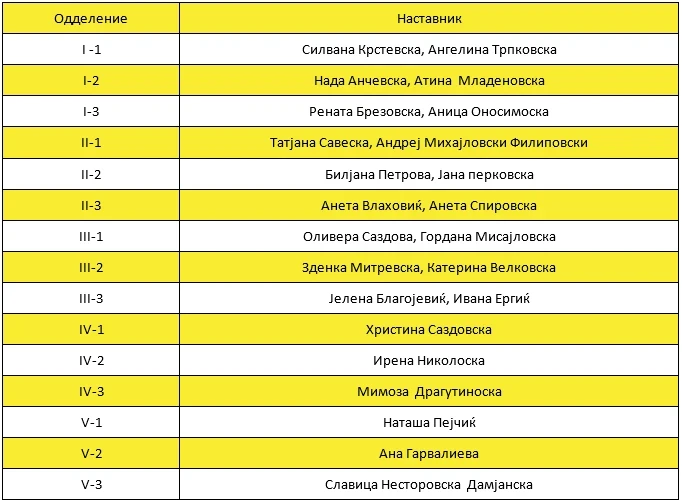 Одделение Наставник
I -1 Силвана Крстевска, Ангелина Трпковска
I-2 Нада Анчевска, Атина Младеновска
I-3 Рената Брезовска, Аница Оносимоска
II-1 Татјана Савеска, Андреј Михајловски Филиповски
II-2 Билјана Петрова, Јана перковска
II-3 Анета Влаховиќ, Анета Спировска
III-1 Оливера Саздова, Гордана Мисајловска
III-2 Зденка Митревска, Катерина Велковска
III-3 Јелена Благојевиќ, Ивана Ергиќ
IV-1 Христина Саздовска
IV-2 Ирена Николоска
IV-3 Мимоза Драгутиноска
V-1 Наташа Пејчиќ
V-2 Ана Гарвалиева
V-3 Славица Несторовска Дамјанска